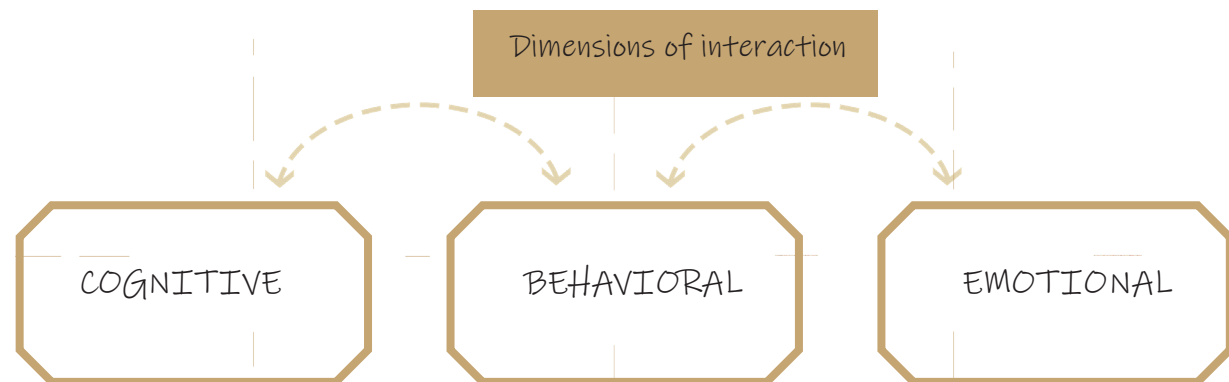 Dimensions of interaction
COGNITIVE
BEHAVIORAL
EMOTIONAL